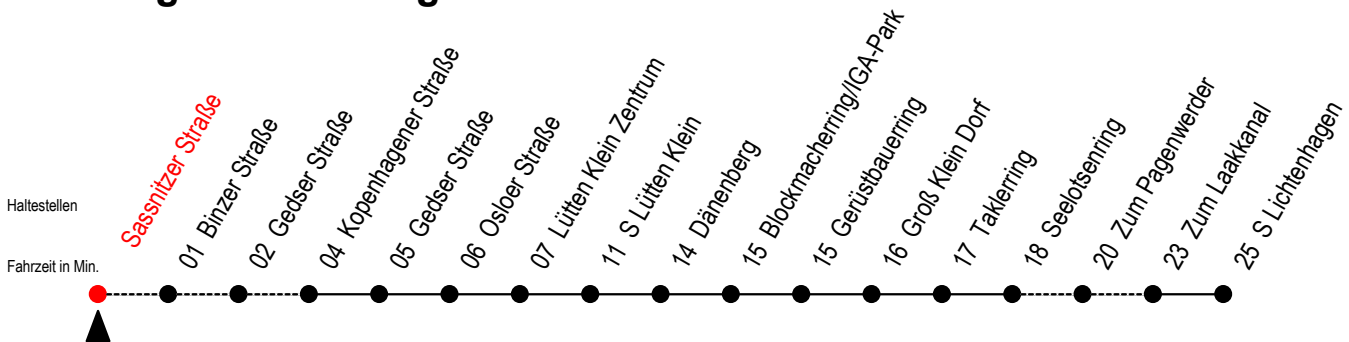 Haltestellen
Fahrzeit in Min.
Sassnitzer Straße
01 Binzer Straße
02 Gedser Straße
04 Kopenhagener Straße
05 Gedser Straße
06 Osloer Straße
07 Lütten Klein Zentrum
11 S Lütten Klein
14 Dänenberg
15 Blockmacherring/IGA-Park
15 Gerüstbauerring
16 Groß Klein Dorf
17 Taklerring
18 Seelotsenring
20 Zum Pagenwerder
23 Zum Laakkanal
25 S Lichtenhagen